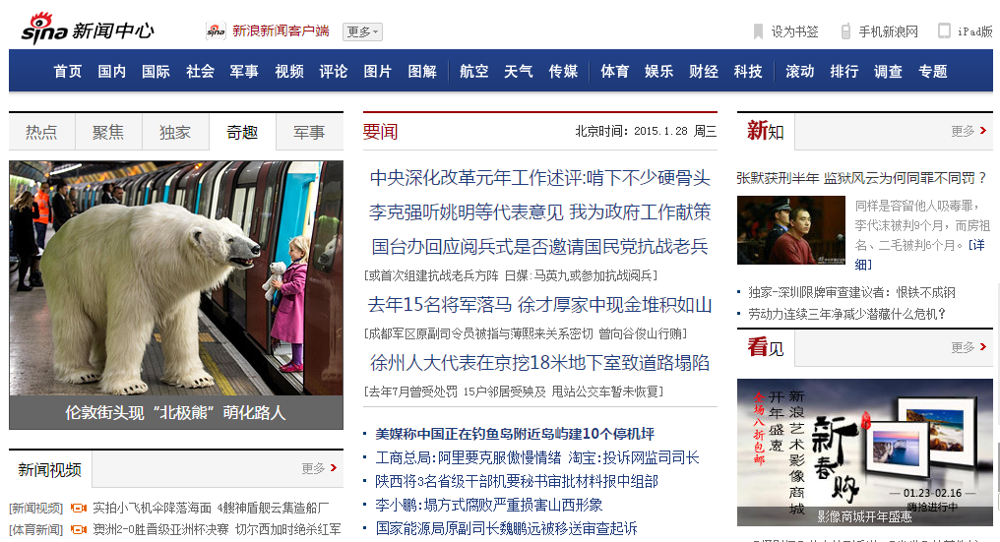 sina 新闻中心
sina 新浪新闻客户端 更多
设为书签 手机新浪网 iPad版
首页 国内 国际 社会 军事 视频 评论 图片 图解 航空 天气 传媒 体育 娱乐 财经 科技 滚动 排行 调查 专题
热点 聚焦 独家 奇趣 军事
伦敦街头现“北极熊”萌化路人
新闻视频 更多
[新闻视频] 实拍小飞机伞降落海面 4艘神盾舰云集造船厂
[体育新闻] 澳洲2-0胜晋级亚洲杯决赛 切尔西加时绝杀红军
要闻 北京时间：2015.1.28 周三
中央深化改革元年工作述评:啃下不少硬骨头
李克强听姚明等代表意见 我为政府工作献策
国台办回应阅兵式是否邀请国民党抗战老兵
[或首次组建抗战老兵方阵 日媒:马英九或参加抗战阅兵]
去年15名将军落马 徐才厚家中现金堆积如山
[成都军区原副司令员被指与薄熙来关系密切 曾向谷俊山行贿]
徐州人大代表在京挖18米地下室致道路塌陷
[去年7月曾受处罚 15户邻居受殃及 甩站公交车暂未恢复]
美媒称中国正在钓鱼岛附近岛屿建10个停机坪
工商总局:阿里要克服傲慢情绪 淘宝:投诉网监司司长
陕西将3名省级干部机要秘书审批材料报中组部
李小鹏:塌方式腐败严重损害山西形象
国家能源局原副司长魏鹏远被移送审查起诉
新知 更多
张默获刑半年 监狱风云为何同罪不同罚？
同样是容留他人吸毒罪，
李代沫被判9个月，而房祖
名、二毛被判6个月。[详
细]
独家-深圳限牌审查建议者：恨铁不成钢
劳动力连续三年净减少潜藏什么危机?
看见 更多
新浪艺术影像商城
开年盛惠
全场八折包邮
新春购
01.23-02.16
嗨抢进行中
影像商城开年盛惠